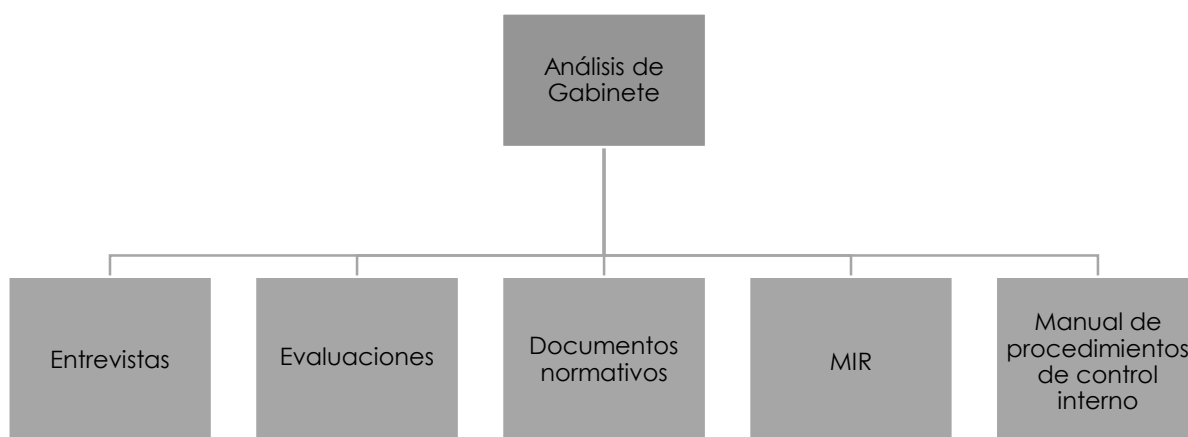 Análisis de
Gabinete
Entrevistas
Evaluaciones
Documentos
normativos
MIR
Manual de
procedimientos
de control
interno